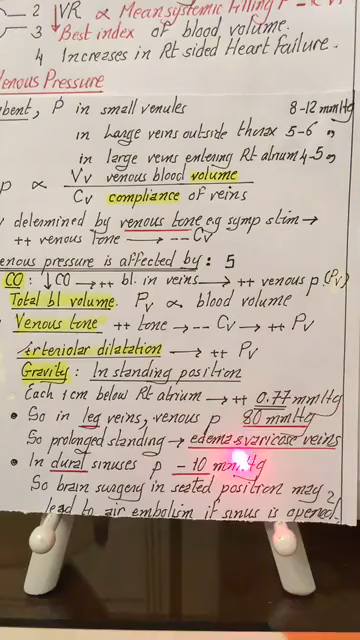 2 ↓VR ∝ Mean systemic filling P
3 Best index of blood volume.
4 Increases in Rt sided Heart Failure.
Venous Pressure
P in small venules 8-12 mmHg
in Large veins outside thorax 5-6 "
in large veins entering Rt atrium 4-5 "
p ∝ Vv venous blood volume
Cv compliance of veins
determined by venous tone eg symp stim →
++ venous tone → -- Cv
venous pressure is affected by : 5
CO : ↓CO → ++ bl. in veins → ++ venous p (Pv)
Total bl volume. Pv ∝ blood volume
Venous tone ++ tone → -- Cv → ++ Pv
Arteriolar dilatation → ++ Pv
Gravity : In standing position
Each 1 cm below Rt atrium → ++ 0.77 mmHg
• So in leg veins, venous p 80 mmHg
So prolonged standing → edema & varicose veins
• In dural sinuses p - 10 mmHg
So brain surgery in seated position may
lead to air embolism if sinus is opened.